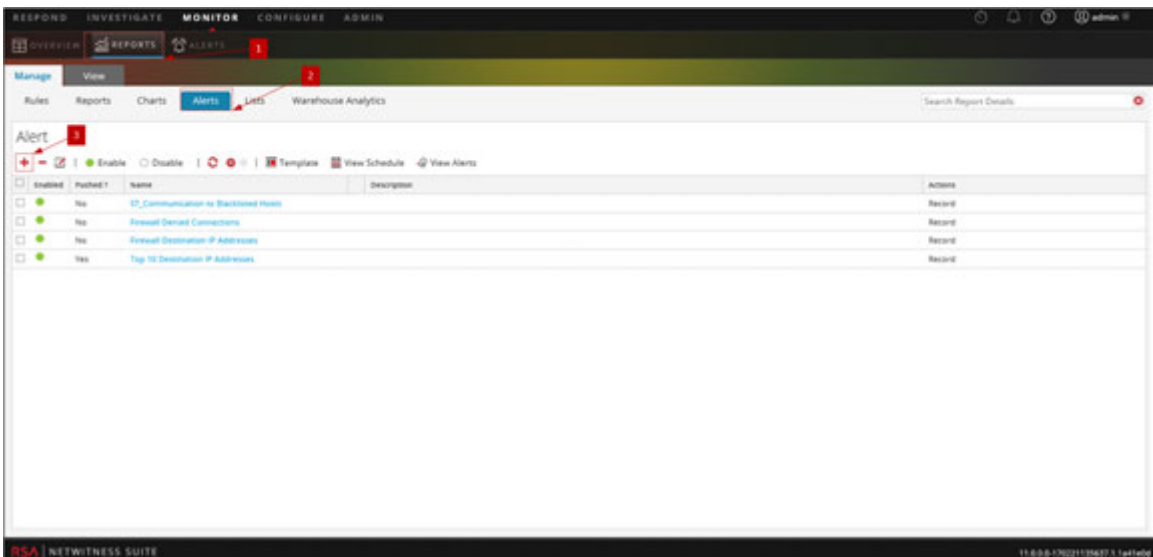 RESPOND INVESTIGATE MONITOR CONFIGURE ADMIN admin
OVERVIEW REPORTS ALERTS 1
Manage View 2
Rules Reports Charts Alerts Lists Warehouse Analytics Search Report Details
Alert 3
Enable Disable Template View Schedule View Alerts
Enabled Pushed ? Name Description Actions
No ST_Communication to Blacklisted Hosts Record
No Firewall Denied Connections Record
No Firewall Destination IP Addresses Record
Yes Top 10 Destination IP Addresses Record
RSA NETWITNESS SUITE